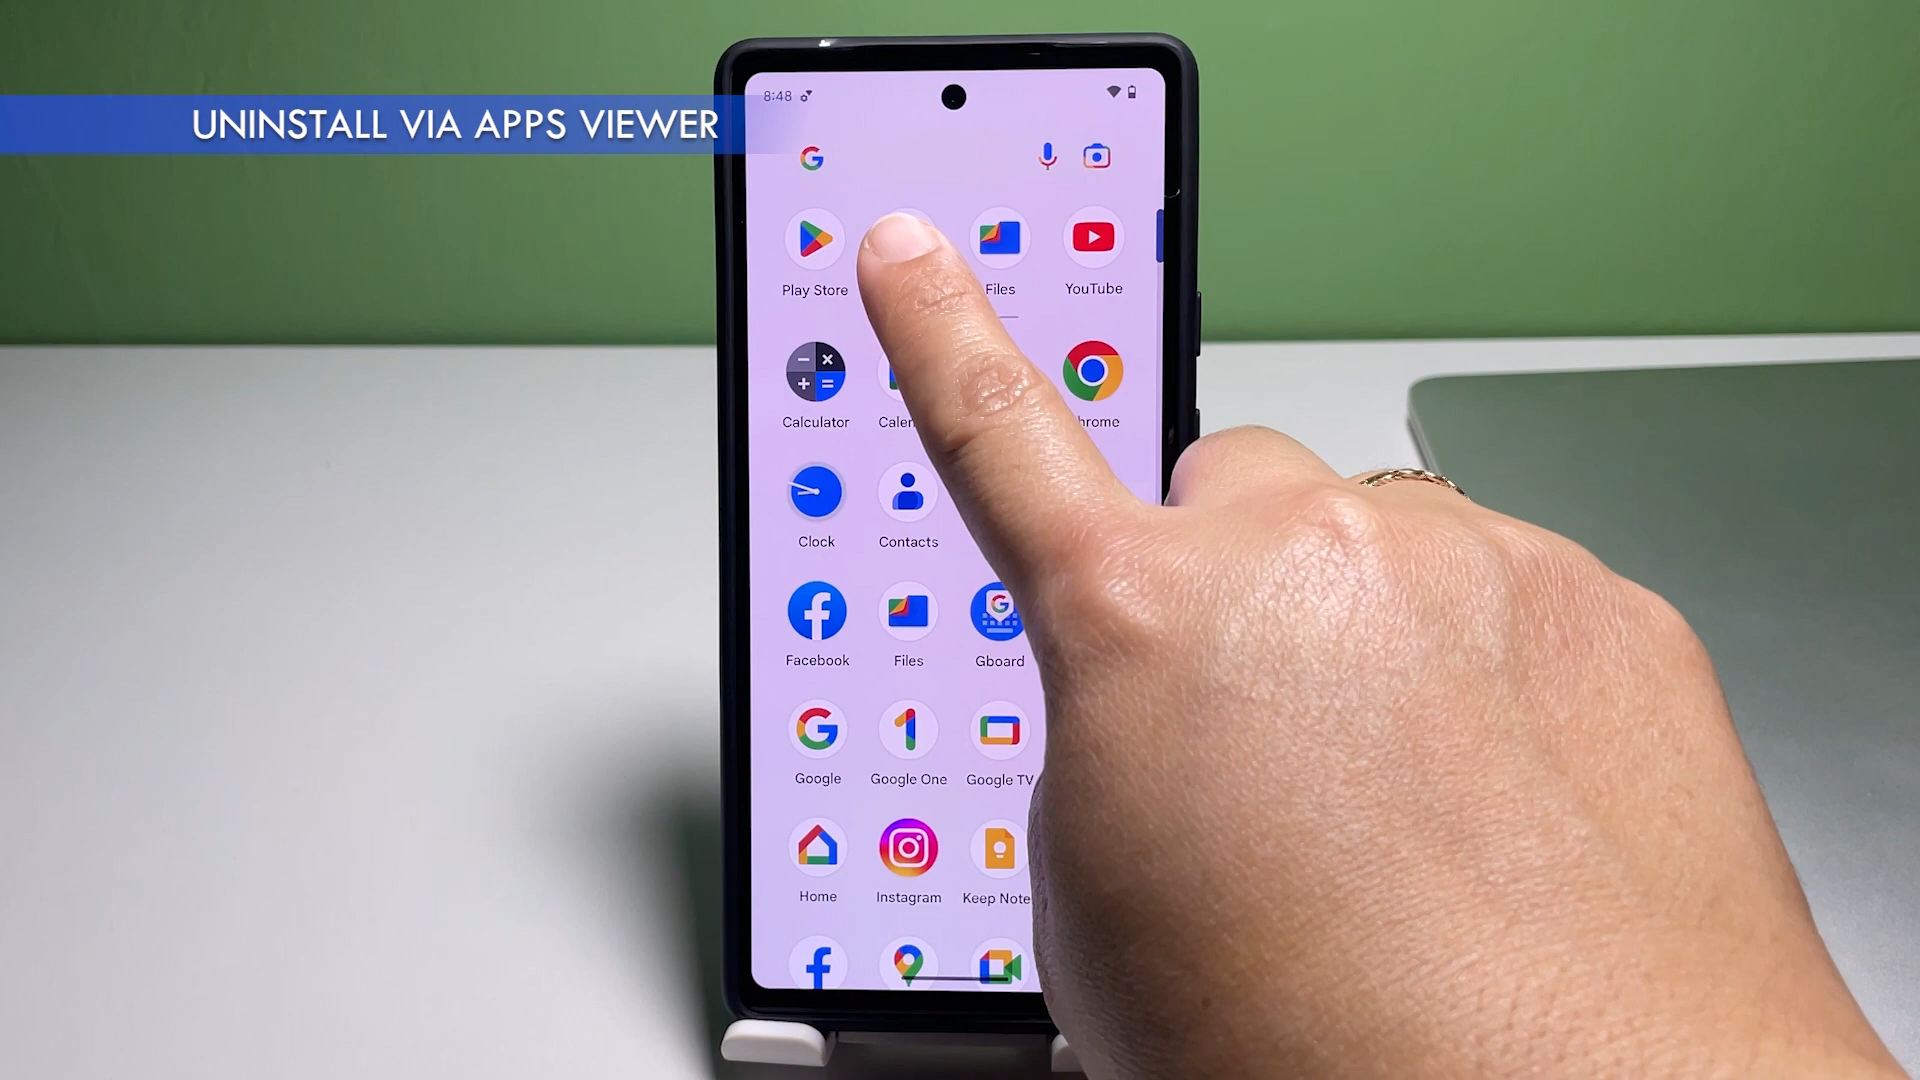 UNINSTALL VIA APPS VIEWER
8:48
Play Store
Files
YouTube
Calculator
Calen
hrome
Clock
Contacts
Facebook
Files
Gboard
Google
Google One
Google TV
Home
Instagram
Keep Note